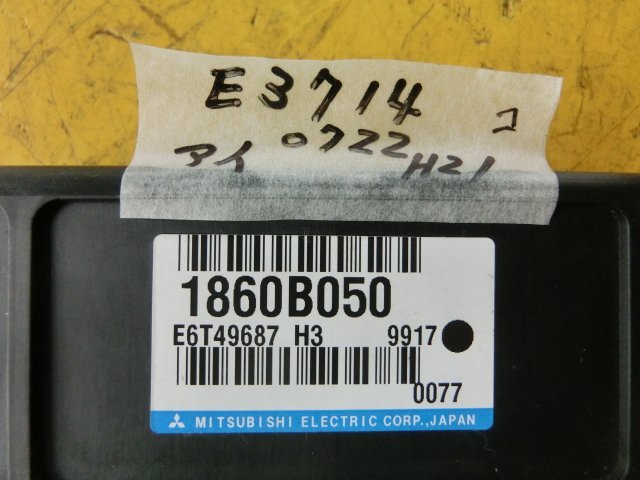 E3714 コ
アイ 0722 H21
1860B050
E6T49687 H3 9917
0077
MITSUBISHI ELECTRIC CORP.,JAPAN